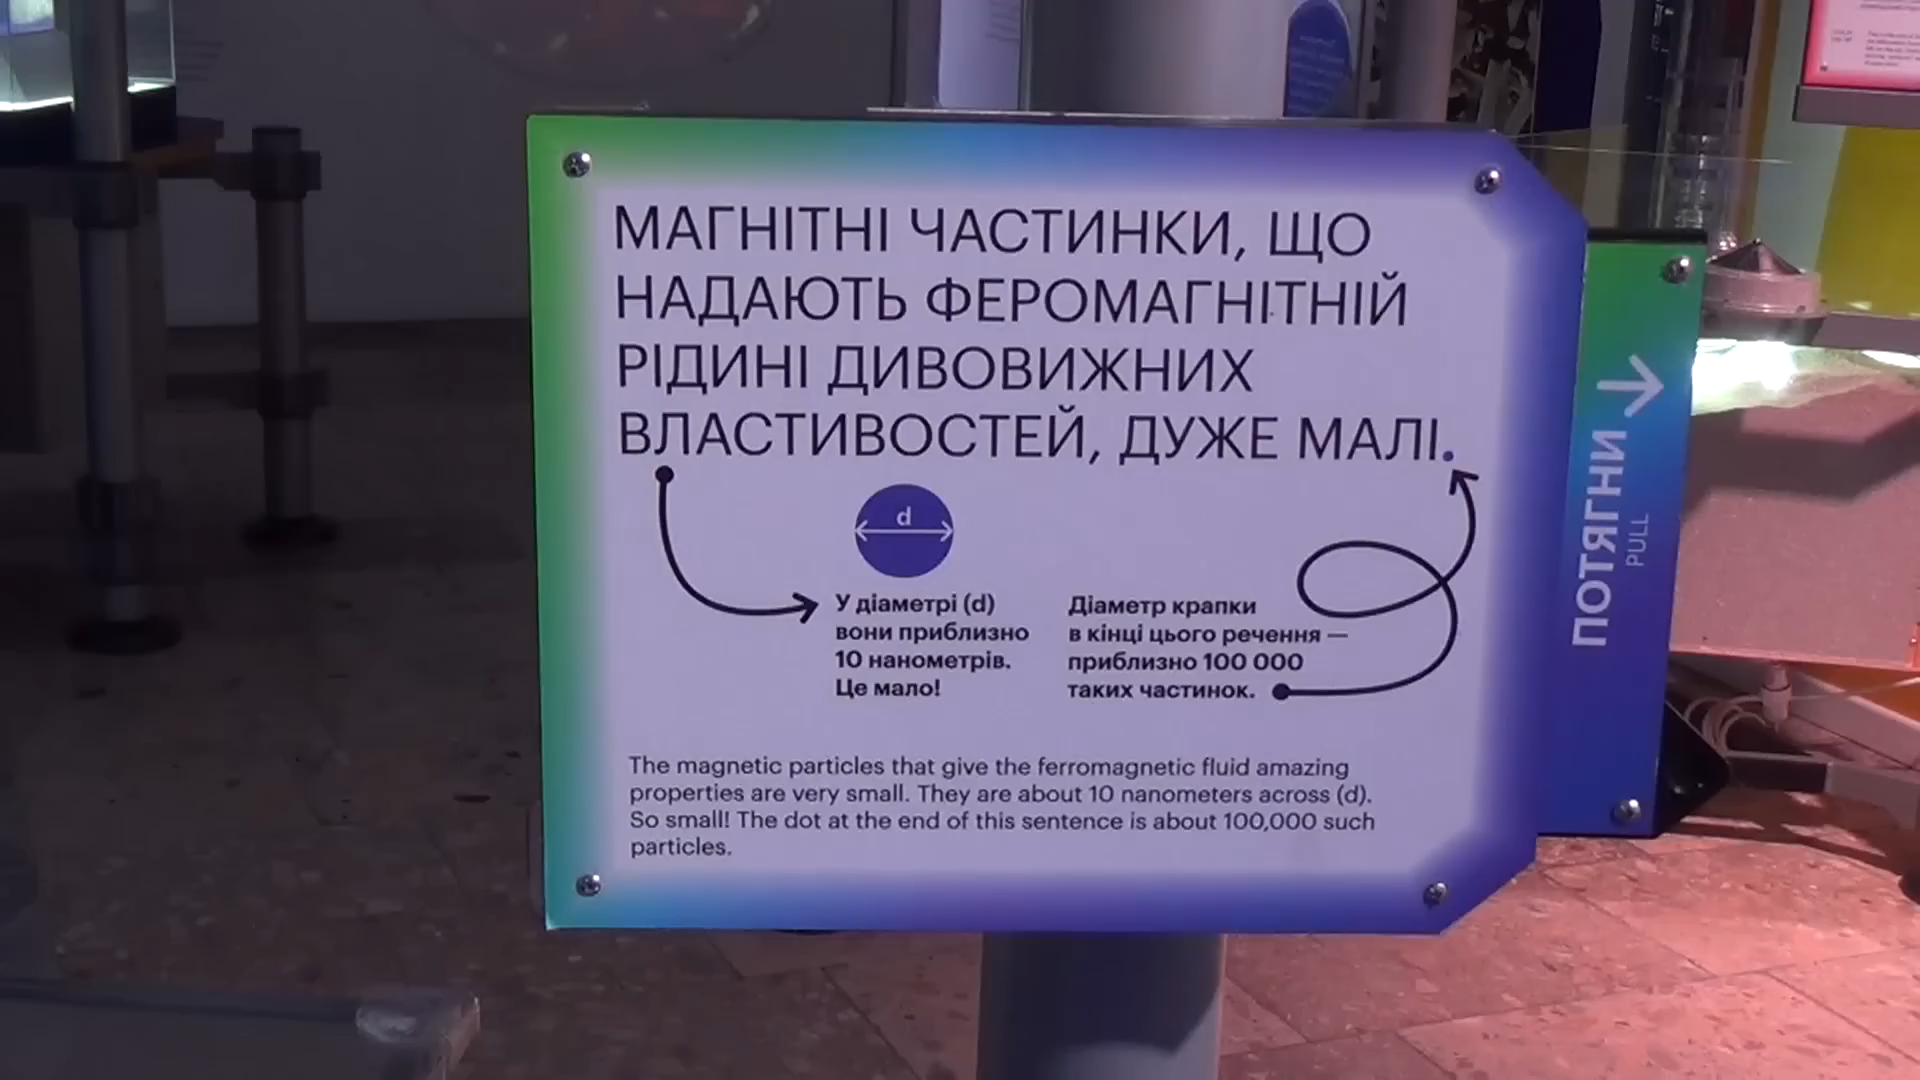 МАГНІТНІ ЧАСТИНКИ, ЩО
НАДАЮТЬ ФЕРОМАГНІТНІЙ
РІДИНІ ДИВОВИЖНИХ
ВЛАСТИВОСТЕЙ, ДУЖЕ МАЛІ.
d
У діаметрі (d)
вони приблизно
10 нанометрів.
Це мало!
Діаметр крапки
в кінці цього речення —
приблизно 100 000
таких частинок.
The magnetic particles that give the ferromagnetic fluid amazing
properties are very small. They are about 10 nanometers across (d).
So small! The dot at the end of this sentence is about 100,000 such
particles.
ПОТЯГНИ
PULL